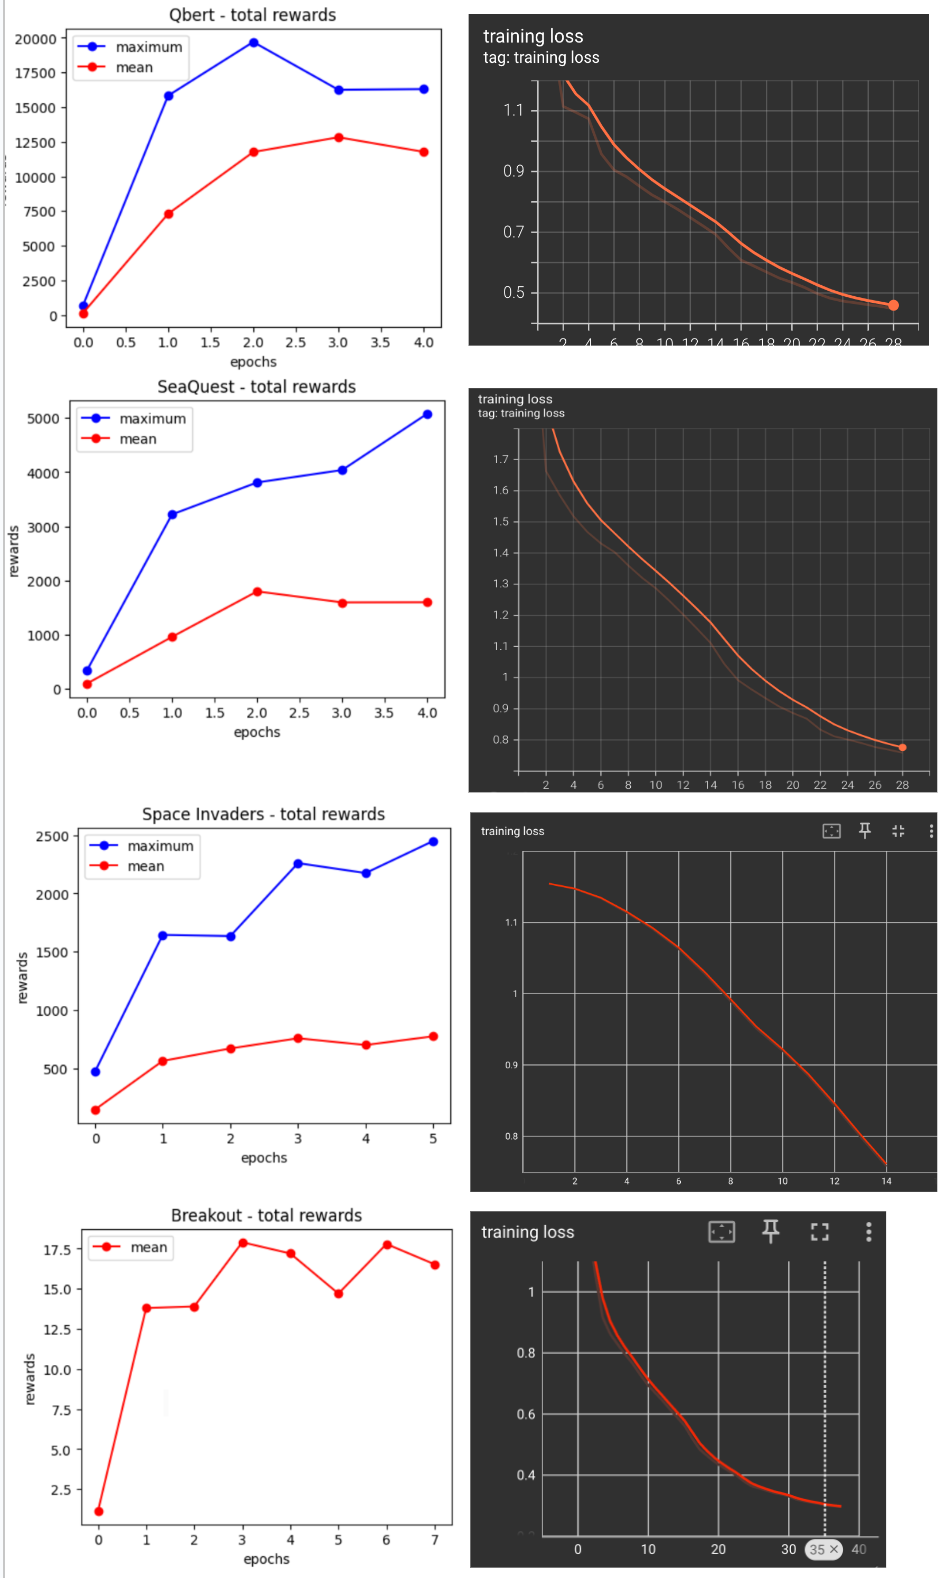 Qbert - total rewards
maximum
mean
20000
17500
15000
12500
10000
7500
5000
2500
0
0.0 0.5 1.0 1.5 2.0 2.5 3.0 3.5 4.0
epochs
training loss
tag: training loss
1.1
0.9
0.7
0.5
2 4 6 8 10 12 14 16 18 20 22 24 26 28
SeaQuest - total rewards
maximum
mean
5000
4000
3000
2000
1000
0
rewards
0.0 0.5 1.0 1.5 2.0 2.5 3.0 3.5 4.0
epochs
training loss
tag: training loss
1.7
1.6
1.5
1.4
1.3
1.2
1.1
1
0.9
0.8
2 4 6 8 10 12 14 16 18 20 22 24 26 28
Space Invaders - total rewards
maximum
mean
2500
2000
1500
1000
500
rewards
0 1 2 3 4 5
epochs
training loss
1.1
1
0.9
0.8
2 4 6 8 10 12 14
Breakout - total rewards
mean
17.5
15.0
12.5
10.0
7.5
5.0
2.5
rewards
0 1 2 3 4 5 6 7
epochs
training loss
1
0.8
0.6
0.4
0 10 20 30 35 × 40